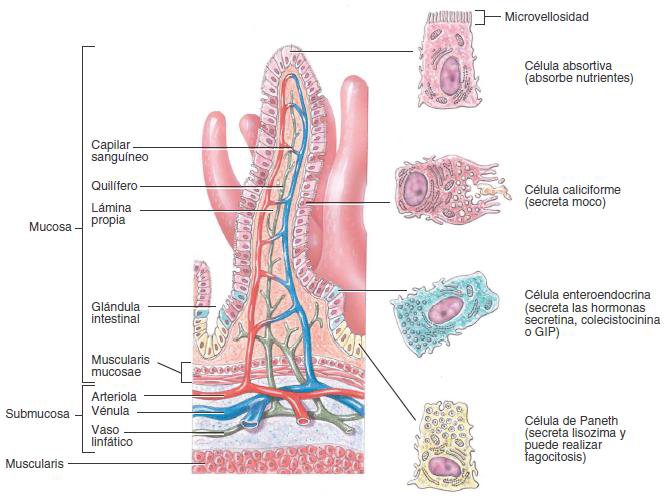 Microvellosidad
Célula absortiva
(absorbe nutrientes)
Capilar
sanguíneo
Quilífero
Lámina
propia
Mucosa
Célula caliciforme
(secreta moco)
Glándula
intestinal
Célula enteroendocrina
(secreta las hormonas
secretina, colecistocinina
o GIP)
Muscularis
mucosae
Arteriola
Submucosa
Vénula
Vaso
linfático
Muscularis
Célula de Paneth
(secreta lisozima y
puede realizar
fagocitosis)